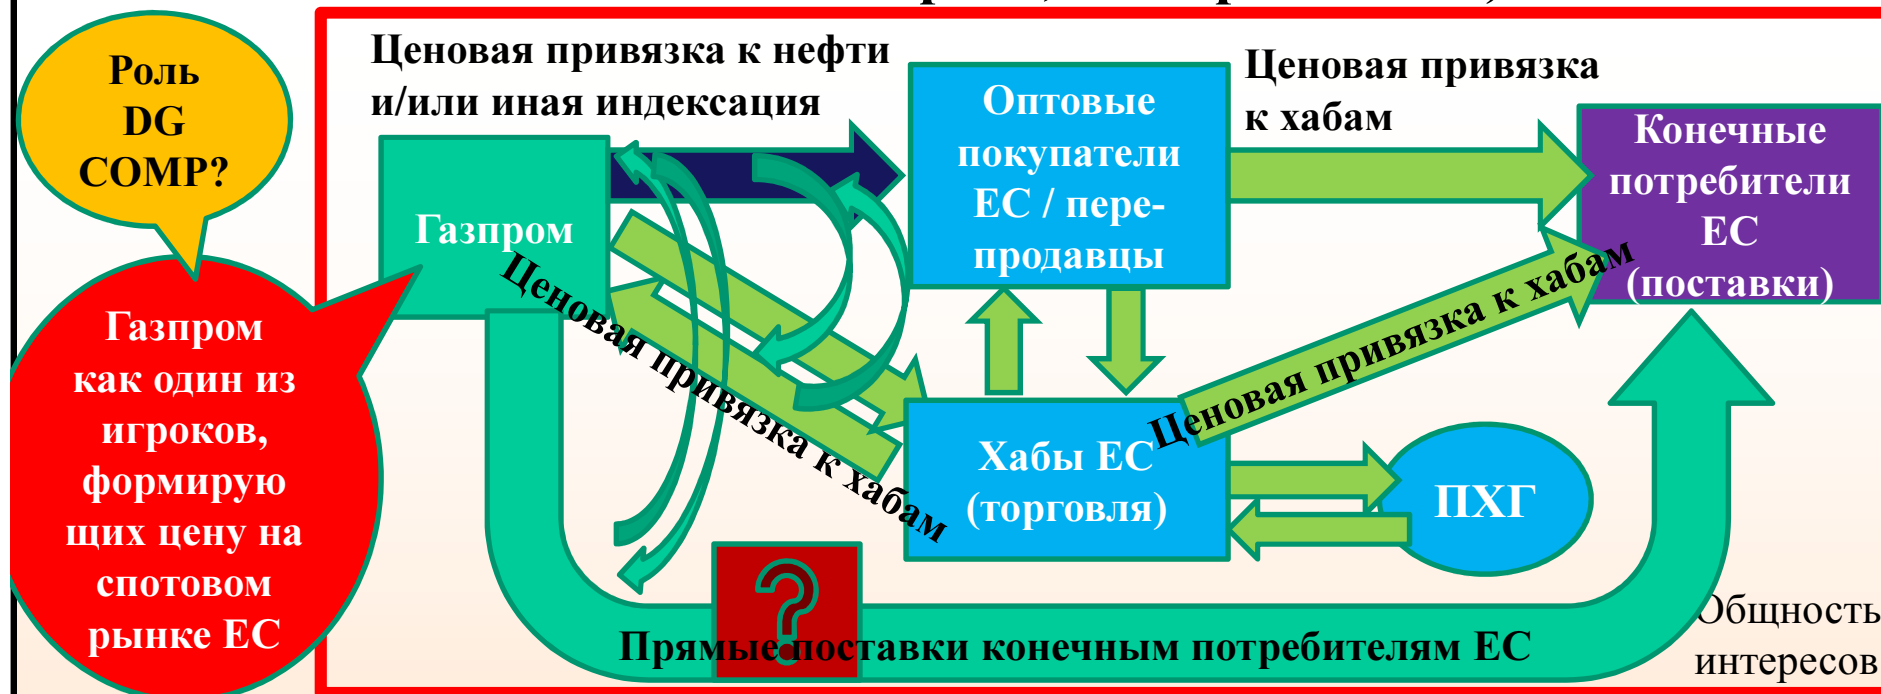 Роль
DG
COMP?
Газпром
как один из
игроков,
формирую
щих цену на
спотовом
рынке ЕС
Ценовая привязка к нефти
и/или иная индексация
Газпром
Оптовые
покупатели
ЕС / пере-
продавцы
Ценовая привязка
к хабам
Конечные
потребители
ЕС
(поставки)
Ценовая привязка к хабам
Ценовая привязка к хабам
Хабы ЕС
(торговля)
ПХГ
?
Прямые поставки конечным потребителям ЕС
Общность
интересов